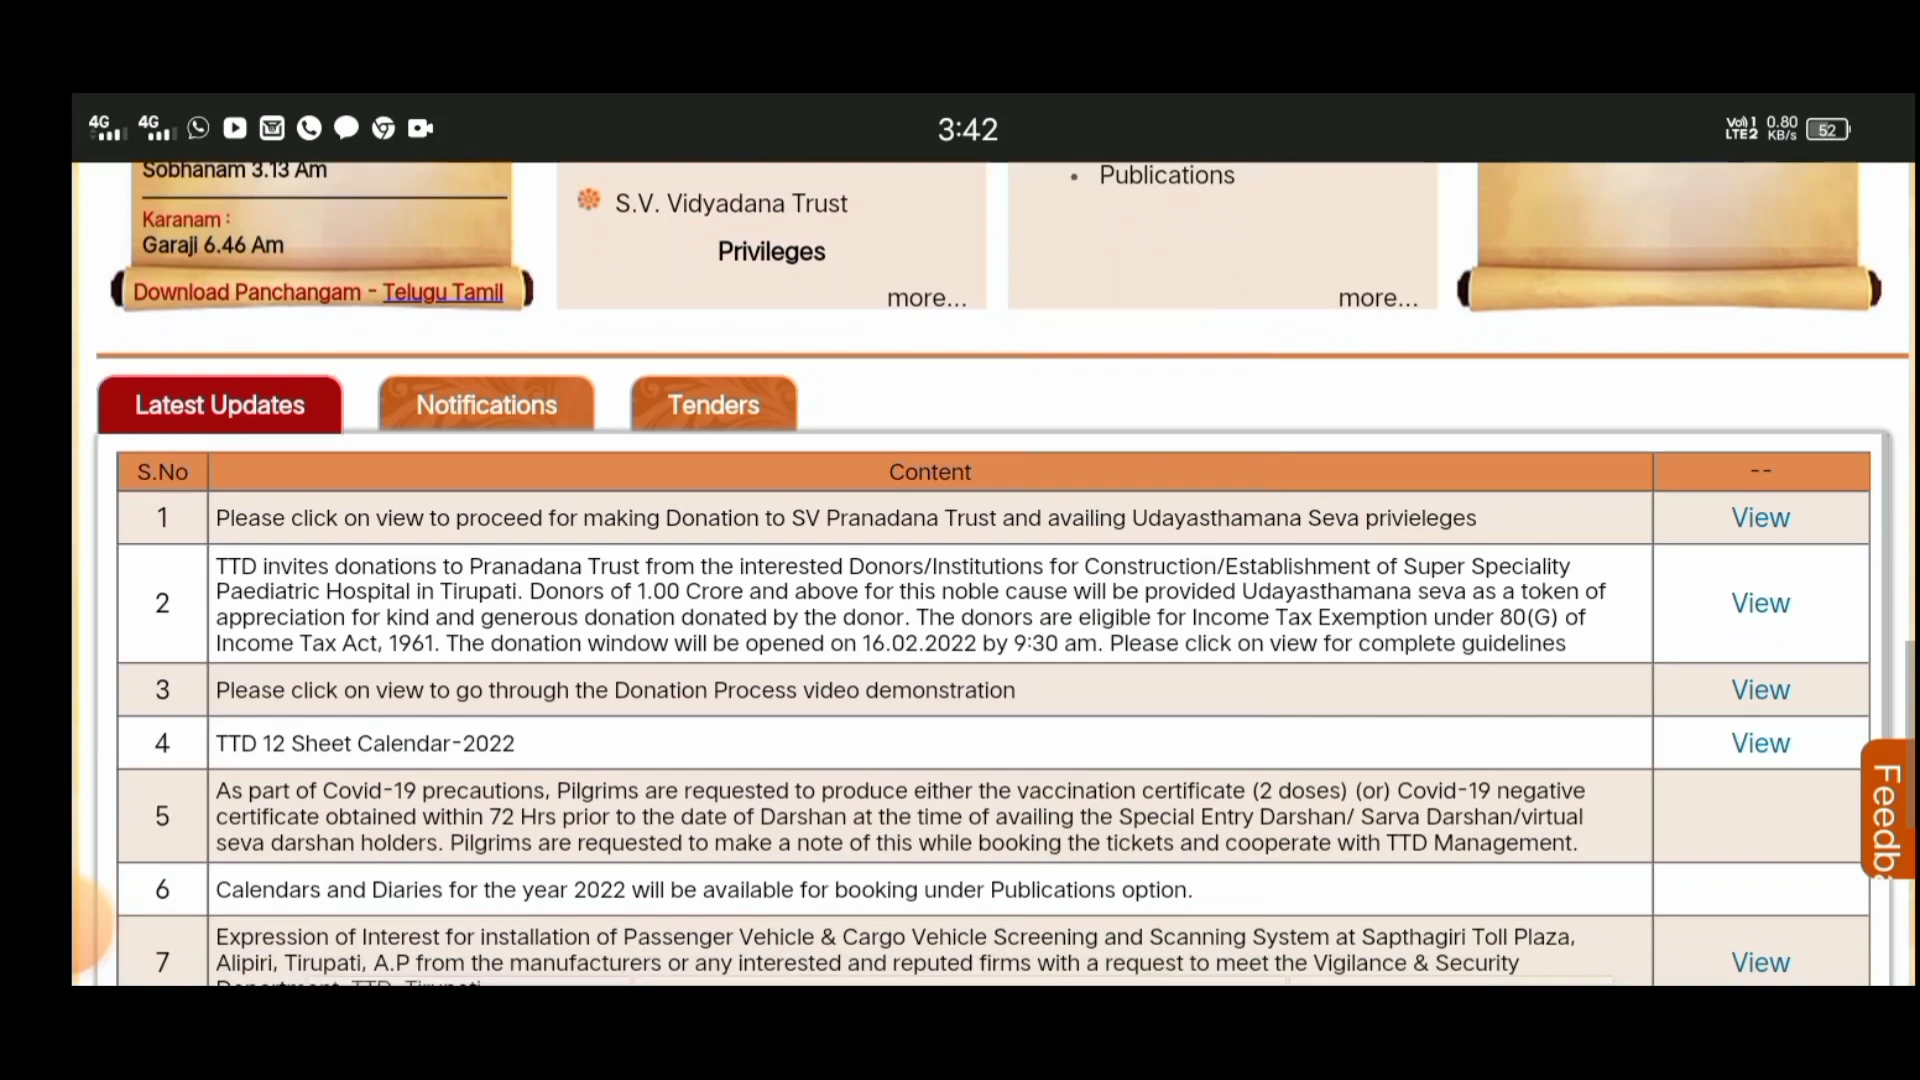 4G 4G 3:42 Vol) 1 LTE2 0.80 KB/s 52
Sobhanam 3.13 Am
Karanam :
Garaji 6.46 Am
Download Panchangam - Telugu Tamil
S.V. Vidyadana Trust
Privileges
more...
• Publications
more...
Latest Updates
Notifications
Tenders
S.No Content --
1 Please click on view to proceed for making Donation to SV Pranadana Trust and availing Udayasthamana Seva privieleges View
2 TTD invites donations to Pranadana Trust from the interested Donors/Institutions for Construction/Establishment of Super Speciality
Paediatric Hospital in Tirupati. Donors of 1.00 Crore and above for this noble cause will be provided Udayasthamana seva as a token of
appreciation for kind and generous donation donated by the donor. The donors are eligible for Income Tax Exemption under 80(G) of
Income Tax Act, 1961. The donation window will be opened on 16.02.2022 by 9:30 am. Please click on view for complete guidelines
View
3 Please click on view to go through the Donation Process video demonstration View
4 TTD 12 Sheet Calendar-2022 View
5 As part of Covid-19 precautions, Pilgrims are requested to produce either the vaccination certificate (2 doses) (or) Covid-19 negative
certificate obtained within 72 Hrs prior to the date of Darshan at the time of availing the Special Entry Darshan/ Sarva Darshan/virtual
seva darshan holders. Pilgrims are requested to make a note of this while booking the tickets and cooperate with TTD Management.
6 Calendars and Diaries for the year 2022 will be available for booking under Publications option.
7 Expression of Interest for installation of Passenger Vehicle & Cargo Vehicle Screening and Scanning System at Sapthagiri Toll Plaza,
Alipiri, Tirupati, A.P from the manufacturers or any interested and reputed firms with a request to meet the Vigilance & Security
View
Feedb